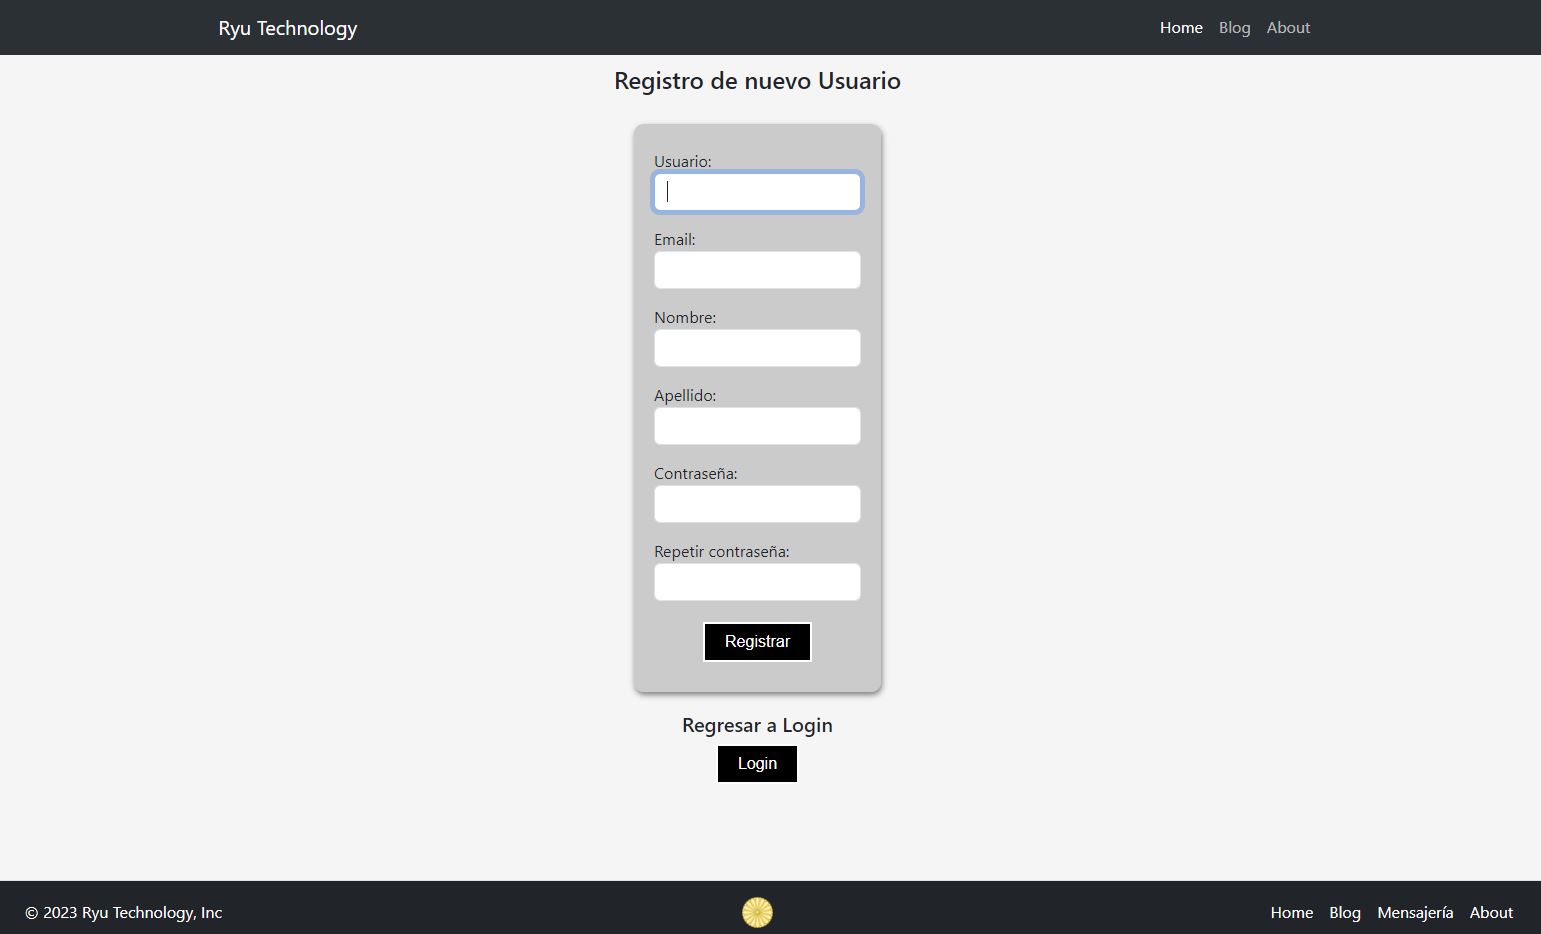 Ryu Technology Home Blog About
Registro de nuevo Usuario
Usuario:
Email:
Nombre:
Apellido:
Contraseña:
Repetir contraseña:
Registrar
Regresar a Login
Login
© 2023 Ryu Technology, Inc Home Blog Mensajería About